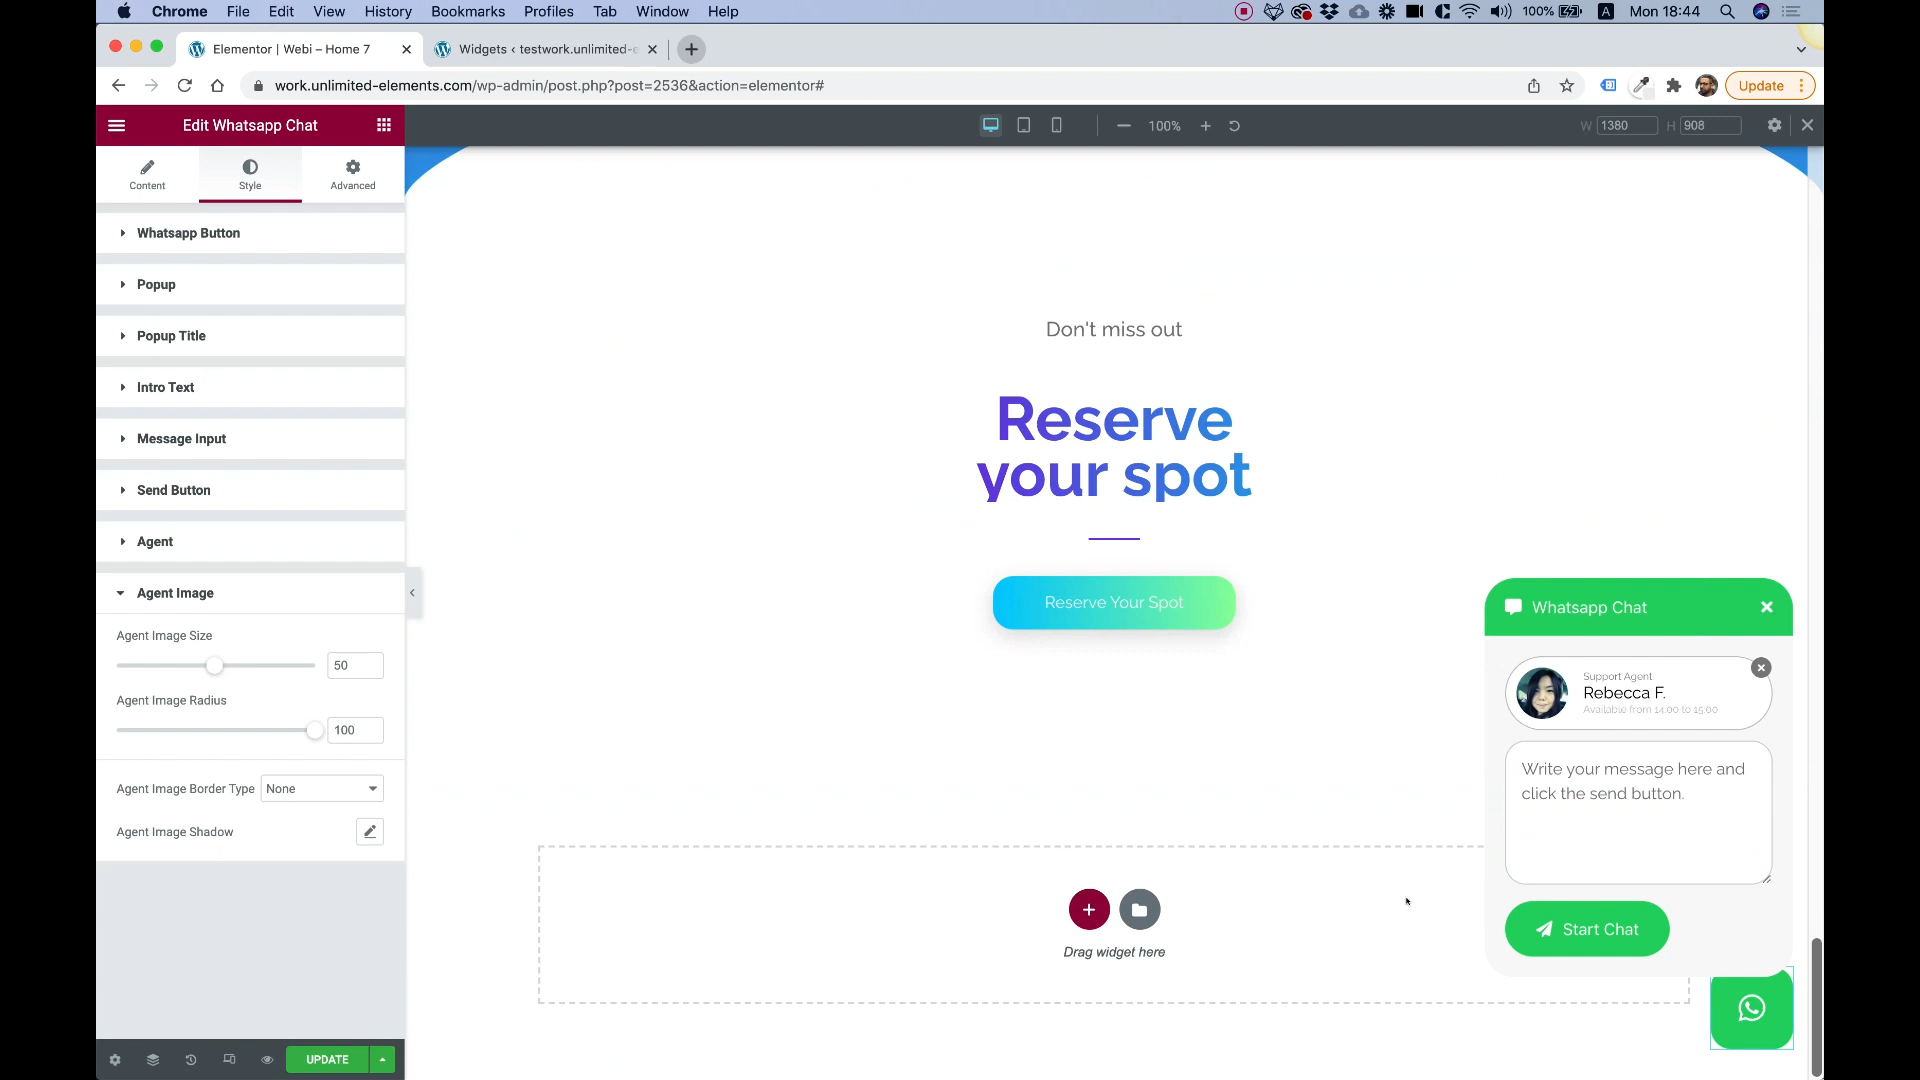 Chrome File Edit View History Bookmarks Profiles Tab Window Help 100% A Mon 18:44
Elementor | Webi – Home 7
Widgets ‹ testwork.unlimited-e
work.unlimited-elements.com/wp-admin/post.php?post=2536&action=elementor#
Update
Edit Whatsapp Chat
100%
W 1380 H 908
Content Style Advanced
Whatsapp Button
Popup
Popup Title
Intro Text
Message Input
Send Button
Agent
Agent Image
Agent Image Size
50
Agent Image Radius
100
Agent Image Border Type None
Agent Image Shadow
UPDATE
Don't miss out
Reserve
your spot
Reserve Your Spot
Drag widget here
Whatsapp Chat
Support Agent
Rebecca F.
Available from 14:00 to 15:00
Write your message here and
click the send button.
Start Chat